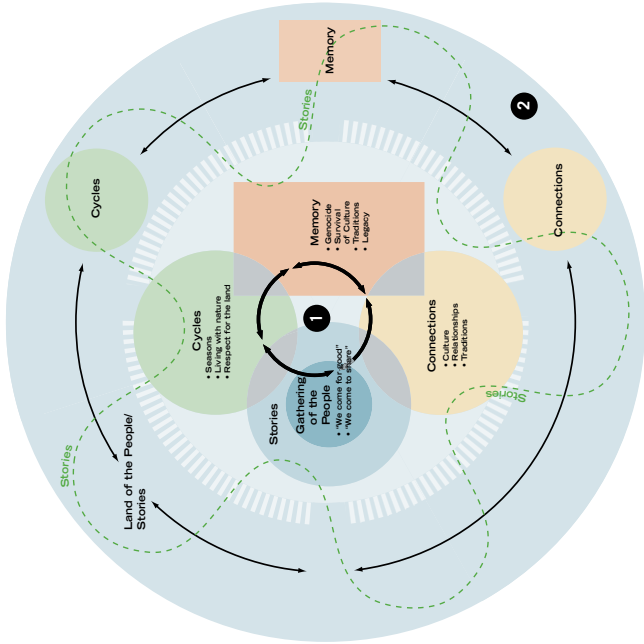 Memory
Stories
2
Cycles
Connections
Memory
• Genocide
• Survival
of Culture
• Traditions
• Legacy
Cycles
• Seasons
• Living with nature
• Respect for the land
1
Connections
• Culture
• Relationships
• Traditions
Stories
Gathering
of the
People
• "We come for good"
• "We come to share"
Stories
Land of the People/
Stories
Stories